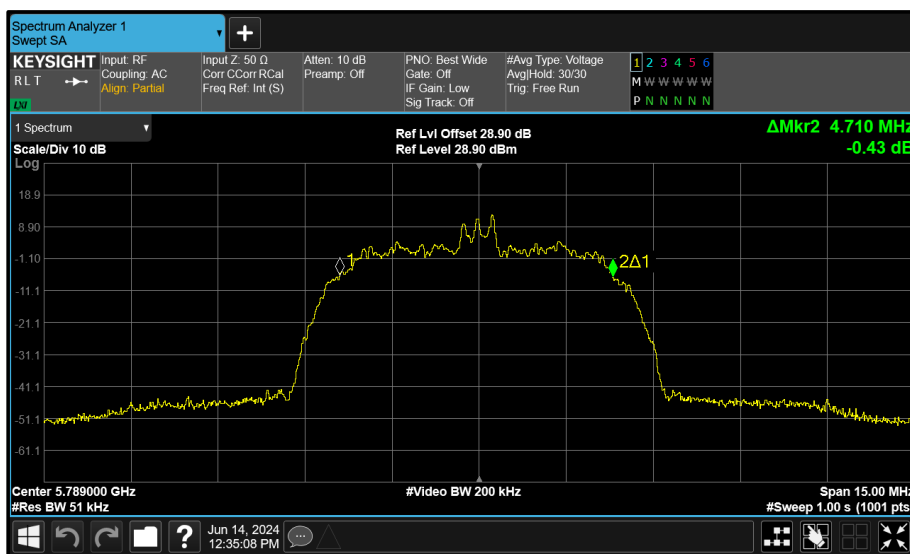 Spectrum Analyzer 1
Swept SA
KEYSIGHT
R L T
LXI
Input: RF
Coupling: AC
Align: Partial
Input Z: 50 Ω
Corr CCorr RCal
Freq Ref: Int (S)
Atten: 10 dB
Preamp: Off
PNO: Best Wide
Gate: Off
IF Gain: Low
Sig Track: Off
#Avg Type: Voltage
Avg|Hold: 30/30
Trig: Free Run
1 2 3 4 5 6
M W W W W W
P N N N N N
1 Spectrum
Scale/Div 10 dB
Ref Lvl Offset 28.90 dB
Ref Level 28.90 dBm
ΔMkr2 4.710 MHz
-0.43 dB
Log
18.9
8.90
-1.10
-11.1
-21.1
-31.1
-41.1
-51.1
-61.1
1
2Δ1
Center 5.789000 GHz
#Res BW 51 kHz
#Video BW 200 kHz
Span 15.00 MHz
#Sweep 1.00 s (1001 pts
?
Jun 14, 2024
12:35:08 PM